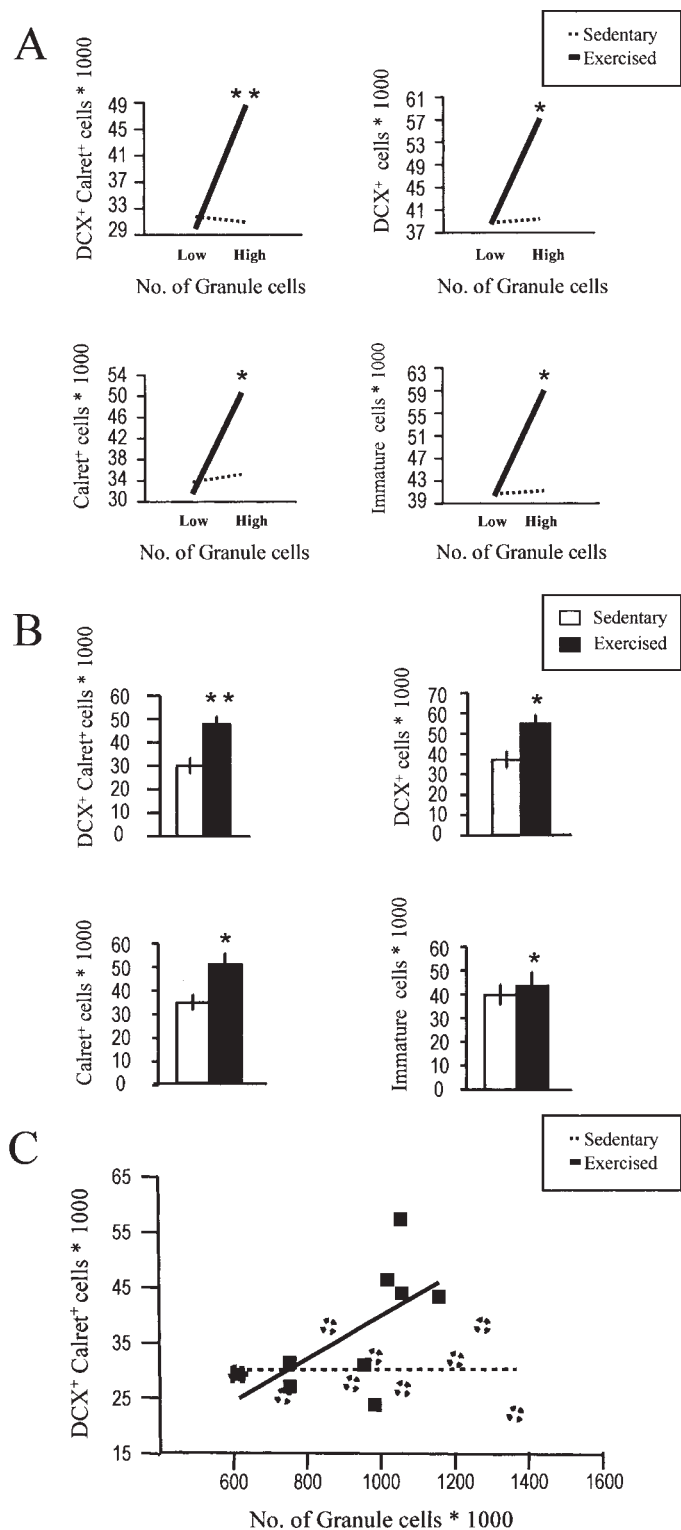 A
Sedentary
Exercised
DCX⁺ Calret⁺ cells * 1000
49
45
41
37
33
29
* *
Low High
No. of Granule cells
DCX⁺ cells * 1000
61
57
53
49
45
41
37
*
Low High
No. of Granule cells
Calret⁺ cells * 1000
54
50
46
42
38
34
30
*
Low High
No. of Granule cells
Immature cells * 1000
63
59
55
51
47
43
39
*
Low High
No. of Granule cells
B
Sedentary
Exercised
DCX⁺ Calret⁺ cells * 1000
60
50
40
30
20
10
0
* *
DCX⁺ cells * 1000
70
60
50
40
30
20
10
0
*
Calret⁺ cells * 1000
60
50
40
30
20
10
0
*
Immature cells * 1000
60
50
40
30
20
10
0
*
C
Sedentary
Exercised
DCX⁺ Calret⁺ cells * 1000
65
55
45
35
25
15
600 800 1000 1200 1400 1600
No. of Granule cells * 1000